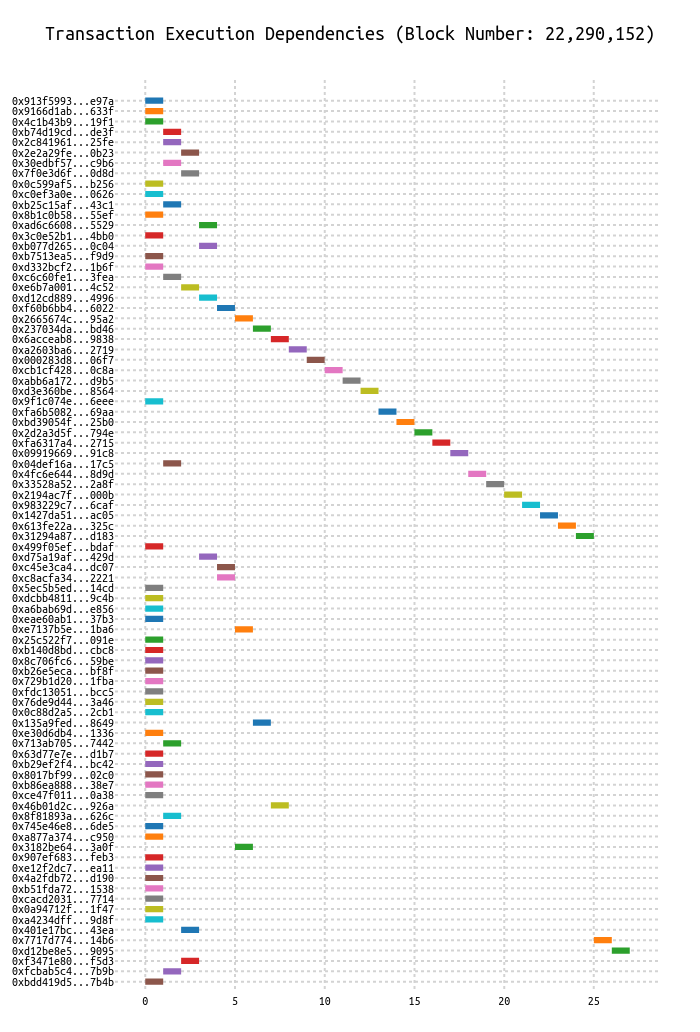 Transaction Execution Dependencies (Block Number: 22,290,152)
0x913f5993...e97a
0x9166d1ab...633f
0x4c1b43b9...19f1
0xb74d19cd...de3f
0x2c841961...25fe
0x2e2a29fe...0b23
0x30edbf57...c9b6
0x7f0e3d6f...0d8d
0x0c599af5...b256
0xc0ef3a0e...0626
0xb25c15af...43c1
0x8b1c0b58...55ef
0xad6c6608...5529
0x3c0e52b1...4bb0
0xb077d265...0c04
0xb7513ea5...f9d9
0xd332bcf2...1b6f
0xc6c60fe1...3fea
0xe6b7a001...4c52
0xd12cd889...4996
0xf60b6bb4...6022
0x2665674c...95a2
0x237034da...bd46
0x6acceab8...9838
0xa2603ba6...2719
0x000283d8...06f7
0xcb1cf428...0c8a
0xabb6a172...d9b5
0xd3e360be...8564
0x9f1c074e...6eee
0xfa6b5082...69aa
0xbd39054f...25b0
0x2d2a3d5f...794e
0xfa6317a4...2715
0x09919669...91c8
0x04def16a...17c5
0x4fc6e644...8d9d
0x33528a52...2a8f
0x2194ac7f...000b
0x983229c7...6caf
0x1427da51...ac05
0x613fe22a...325c
0x31294a87...d183
0x499f05ef...bdaf
0xd75a19af...429d
0xc45e3ca4...dc07
0xc8acfa34...2221
0x5ec5b5ed...14cd
0xdcbb4811...9c4b
0xa6bab69d...e856
0xeae60ab1...37b3
0xe7137b5e...1ba6
0x25c522f7...091e
0xb140d8bd...cbc8
0x8c706fc6...59be
0xb26e5eca...bf8f
0x729b1d20...1fba
0xfdc13051...bcc5
0x76de9d44...3a46
0x0c88d2a5...2cb1
0x135a9fed...8649
0xe30d6db4...1336
0x713ab705...7442
0x63d77e7e...d1b7
0xb29ef2f4...bc42
0x8017bf99...02c0
0xb86ea888...38e7
0xce47f011...0a38
0x46b01d2c...926a
0x8f81893a...626c
0x745e46e8...6de5
0xa877a374...c950
0x3182be64...3a0f
0x907ef683...feb3
0xe12f2dc7...ea11
0x4a2fdb72...d190
0xb51fda72...1538
0xcacd2031...7714
0x0a94712f...1f47
0xa4234dff...9d8f
0x401e17bc...43ea
0x7717d774...14b6
0xd12be8e5...9095
0xf3471e80...f5d3
0xfcbab5c4...7b9b
0xbdd419d5...7b4b
0 5 10 15 20 25